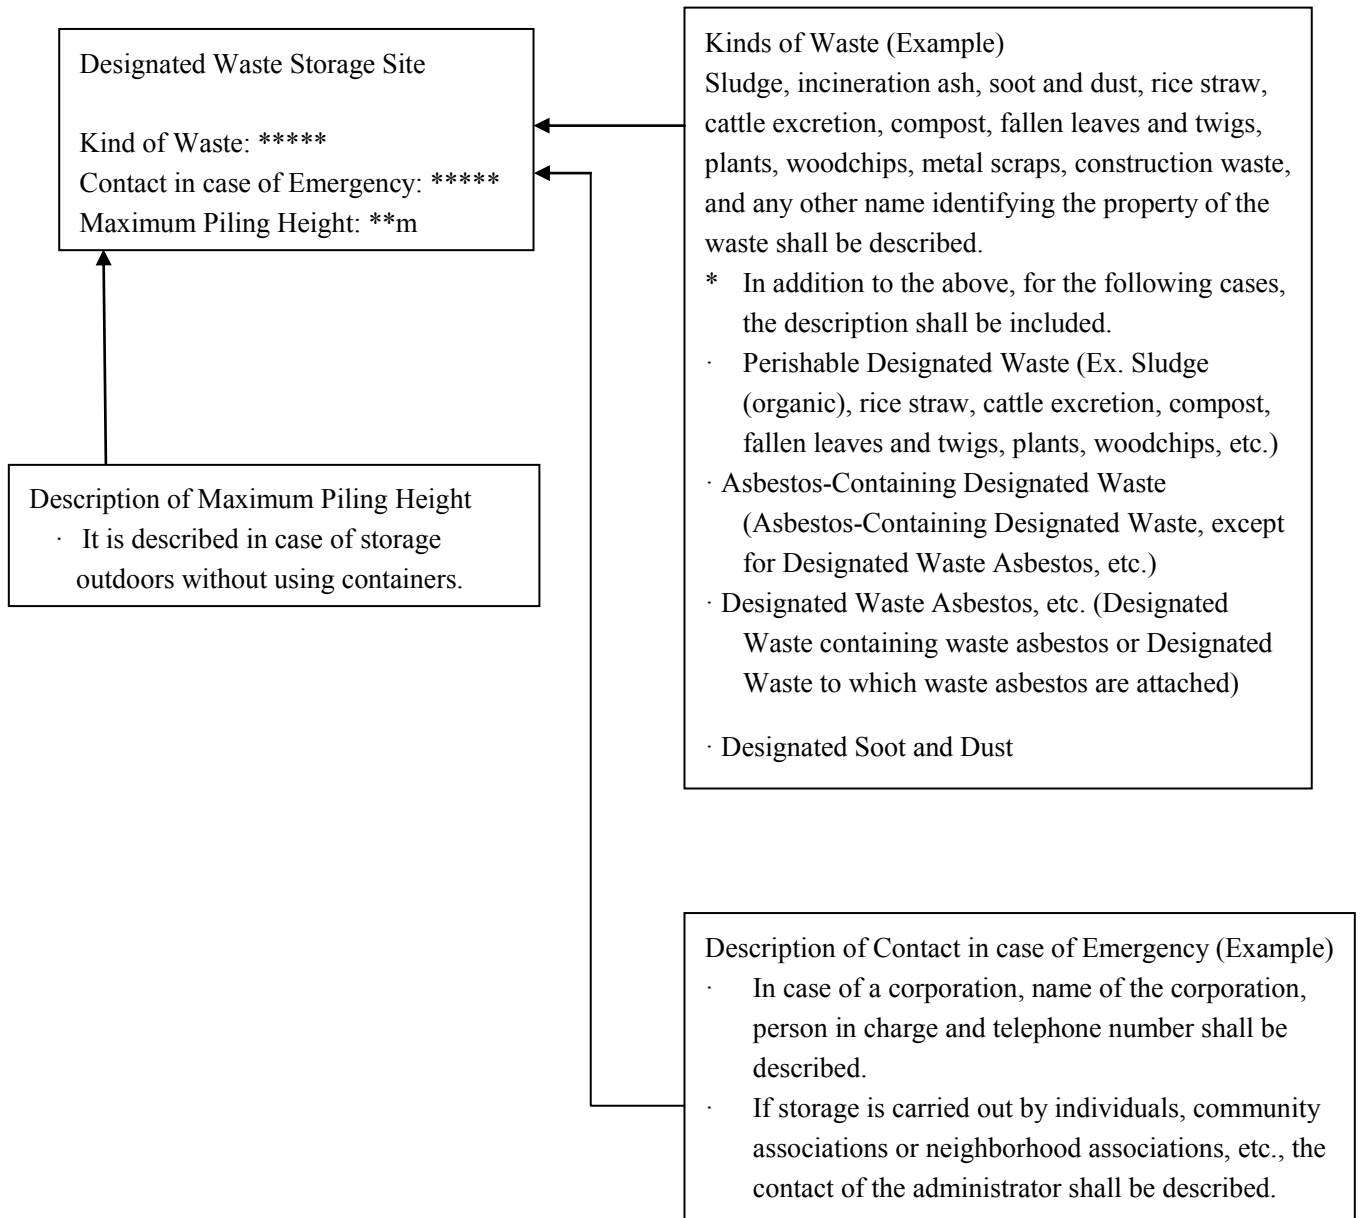 Designated Waste Storage Site
Kind of Waste: *****
Contact in case of Emergency: *****
Maximum Piling Height: **m
Kinds of Waste (Example)
Sludge, incineration ash, soot and dust, rice straw,
cattle excretion, compost, fallen leaves and twigs,
plants, woodchips, metal scraps, construction waste,
and any other name identifying the property of the
waste shall be described.
* In addition to the above, for the following cases,
the description shall be included.
· Perishable Designated Waste (Ex. Sludge
(organic), rice straw, cattle excretion, compost,
fallen leaves and twigs, plants, woodchips, etc.)
· Asbestos-Containing Designated Waste
(Asbestos-Containing Designated Waste, except
for Designated Waste Asbestos, etc.)
· Designated Waste Asbestos, etc. (Designated
Waste containing waste asbestos or Designated
Waste to which waste asbestos are attached)
· Designated Soot and Dust
Description of Maximum Piling Height
· It is described in case of storage
outdoors without using containers.
Description of Contact in case of Emergency (Example)
· In case of a corporation, name of the corporation,
person in charge and telephone number shall be
described.
· If storage is carried out by individuals, community
associations or neighborhood associations, etc., the
contact of the administrator shall be described.